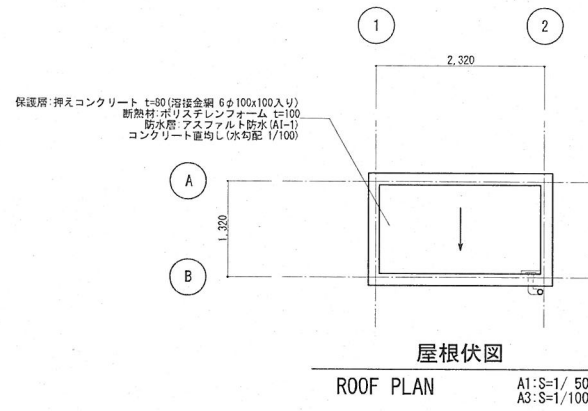 1
2
2,320
保護層:押えコンクリート t=80(溶接金網 6φ100x100入り)
断熱材:ポリスチレンフォーム t=100
防水層:アスファルト防水(AI-1)
コンクリート直均し(水勾配 1/100)
A
1,320
B
屋根伏図
ROOF PLAN
A1:S=1/ 50
A3:S=1/100